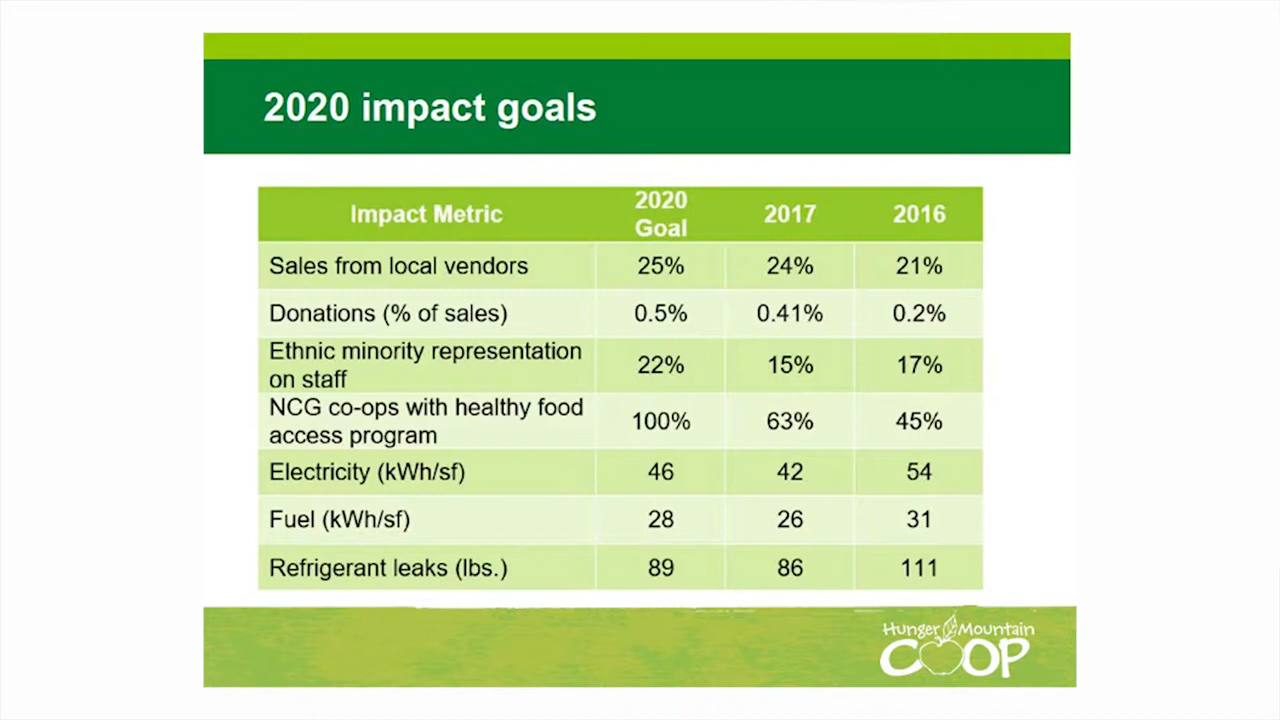 2020 impact goals
Impact Metric 2020 Goal 2017 2016
Sales from local vendors 25% 24% 21%
Donations (% of sales) 0.5% 0.41% 0.2%
Ethnic minority representation on staff 22% 15% 17%
NCG co-ops with healthy food access program 100% 63% 45%
Electricity (kWh/sf) 46 42 54
Fuel (kWh/sf) 28 26 31
Refrigerant leaks (lbs.) 89 86 111
Hunger Mountain
COOP